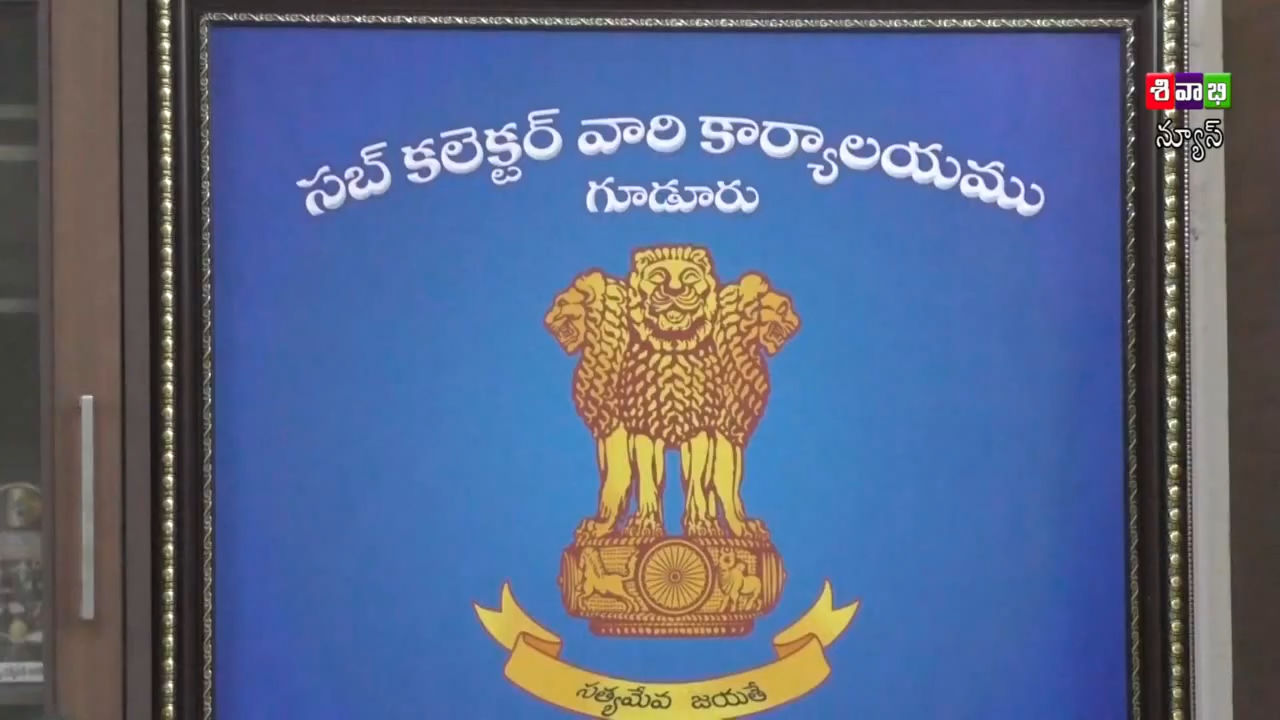 సబ్ కలెక్టర్ వారి కార్యాలయము
గూడూరు
సత్యమేవ జయతే
శివాభి
న్యూస్